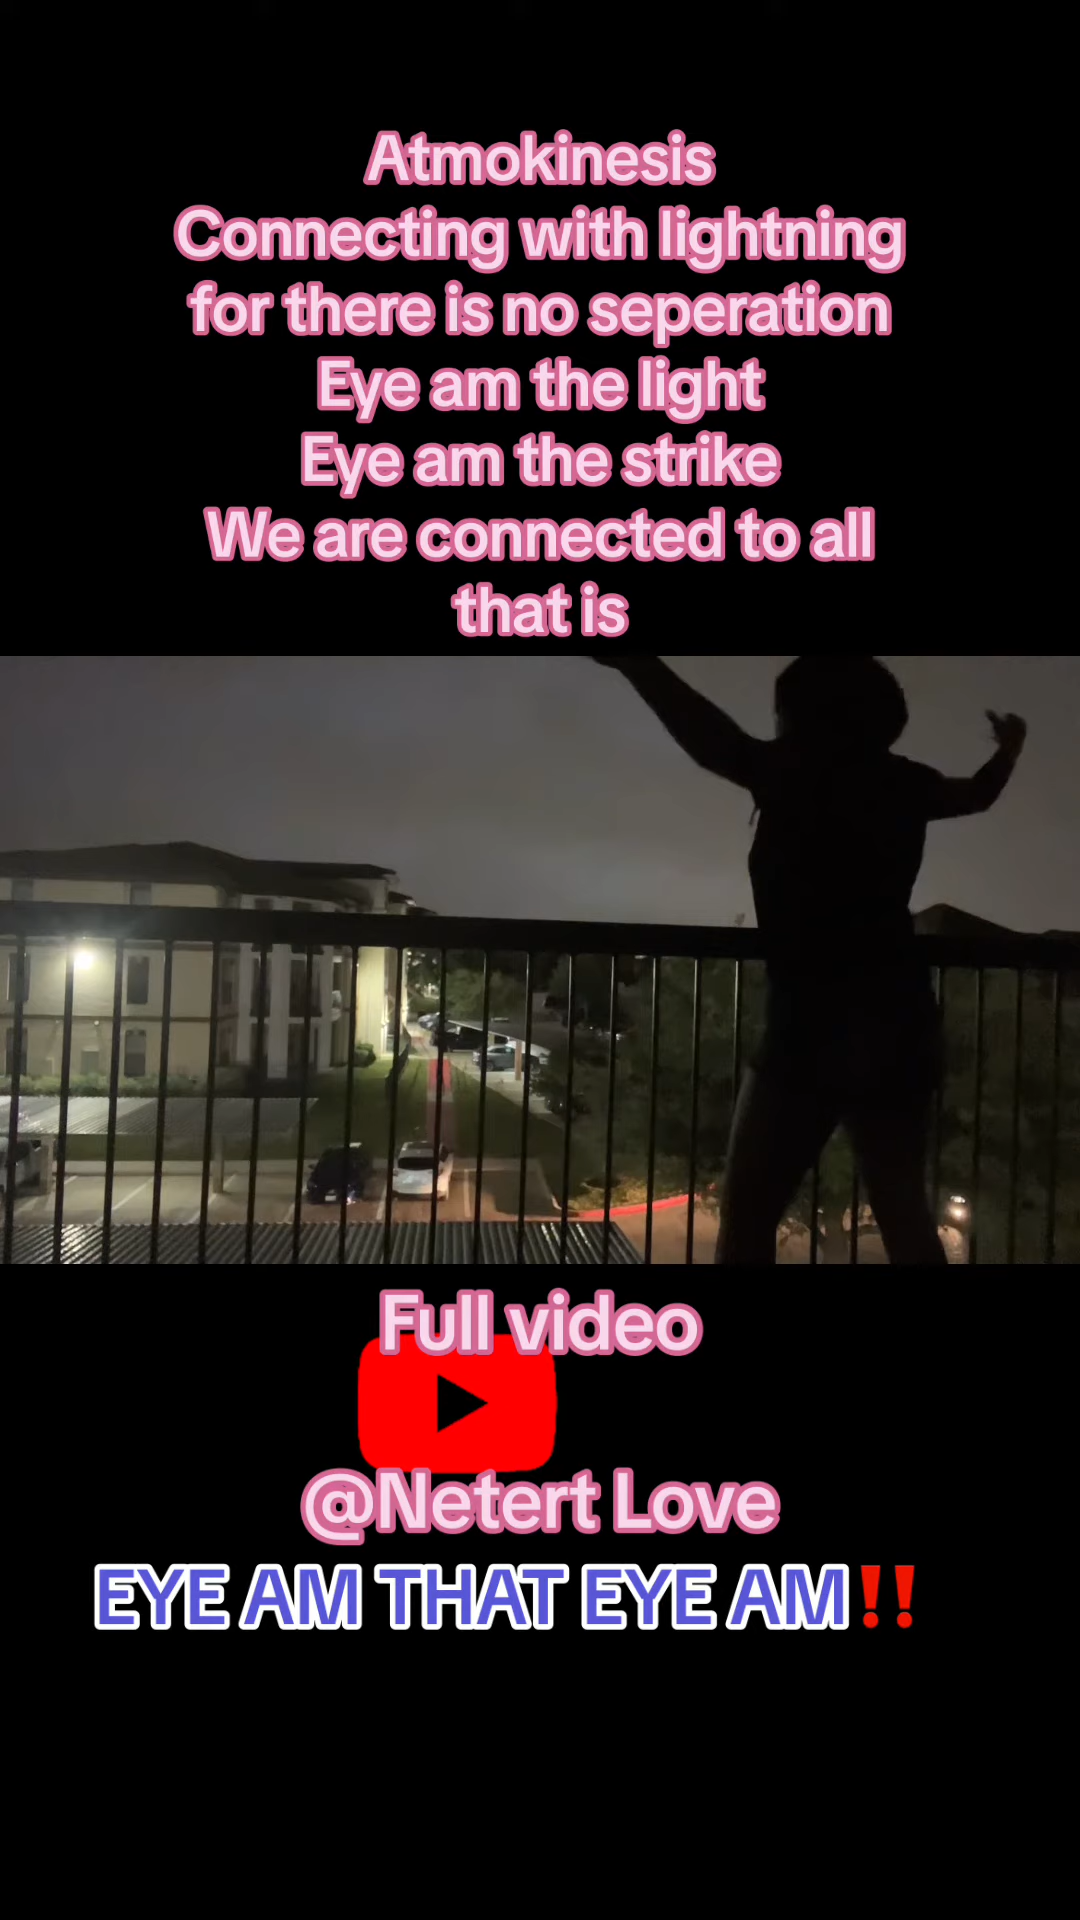 Atmokinesis
Connecting with lightning
for there is no seperation
Eye am the light
Eye am the strike
We are connected to all
that is
Full video
@Netert Love
EYE AM THAT EYE AM‼️